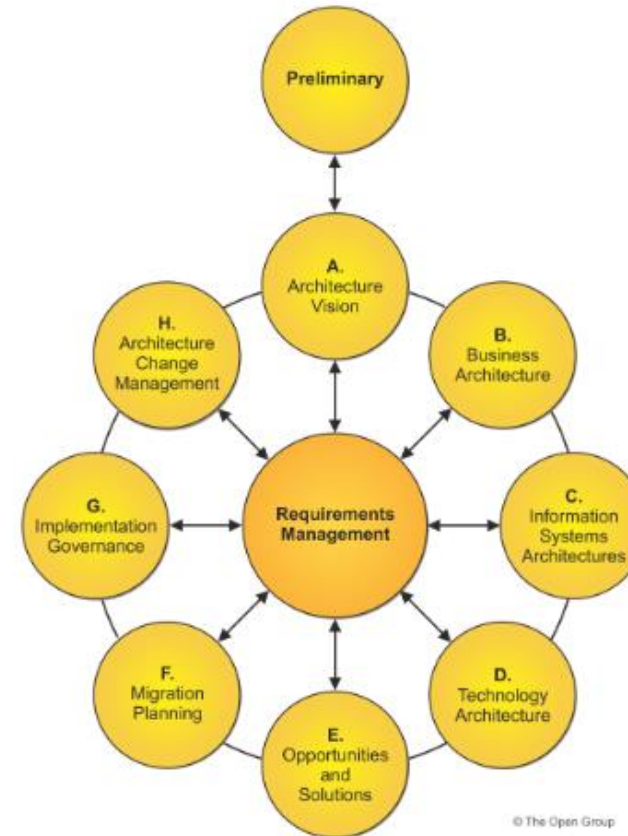 Preliminary
A.
Architecture
Vision
B.
Business
Architecture
C.
Information
Systems
Architectures
D.
Technology
Architecture
E.
Opportunities
and
Solutions
F.
Migration
Planning
G.
Implementation
Governance
H.
Architecture
Change
Management
Requirements
Management
© The Open Group